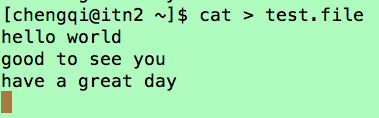 [chengqi@itn2 ~]$ cat > test.file
hello world
good to see you
have a great day